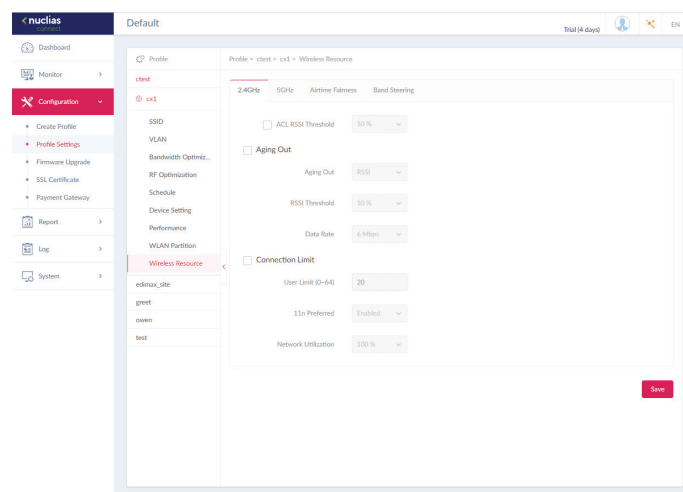 nuclias
connect
Default
Trial (4 days)
EN
Dashboard
Monitor
Configuration
Create Profile
Profile Settings
Firmware Upgrade
SSL Certificate
Payment Gateway
Report
Log
System
Profile
ctest
cx1
SSID
VLAN
Bandwidth Optimiz...
RF Optimization
Schedule
Device Setting
Performance
WLAN Partition
Wireless Resource
edimax_site
greet
owen
test
Profile > ctest > cx1 > Wireless Resource
2.4GHz 5GHz Airtime Fairness Band Steering
ACL RSSI Threshold 10 %
Aging Out
Aging Out RSSI
RSSI Threshold 10 %
Data Rate 6 Mbps
Connection Limit
User Limit (0~64) 20
11n Preferred Enabled
Network Utilization 100 %
Save